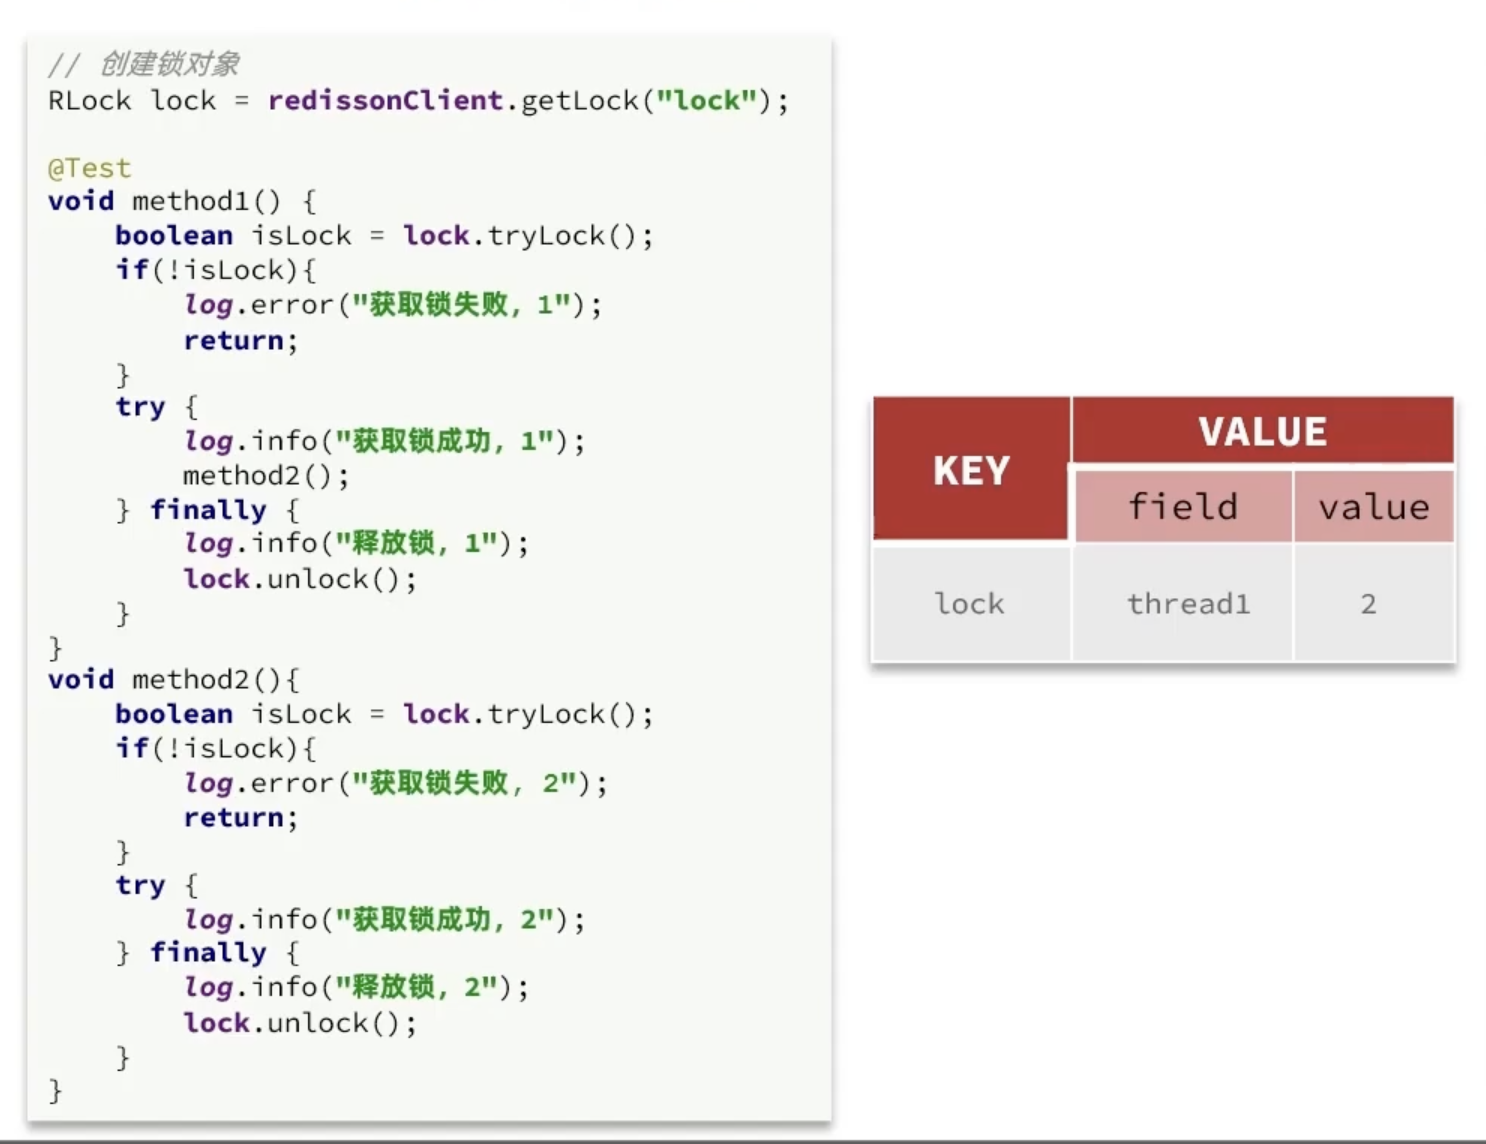 // 创建锁对象
RLock lock = redissonClient.getLock("lock");
@Test
void method1() {
    boolean isLock = lock.tryLock();
    if(!isLock){
        log.error("获取锁失败, 1");
        return;
    }
    try {
        log.info("获取锁成功, 1");
        method2();
    } finally {
        log.info("释放锁, 1");
        lock.unlock();
    }
}
void method2(){
    boolean isLock = lock.tryLock();
    if(!isLock){
        log.error("获取锁失败, 2");
        return;
    }
    try {
        log.info("获取锁成功, 2");
    } finally {
        log.info("释放锁, 2");
        lock.unlock();
    }
}
KEY VALUE
field value
lock thread1 2